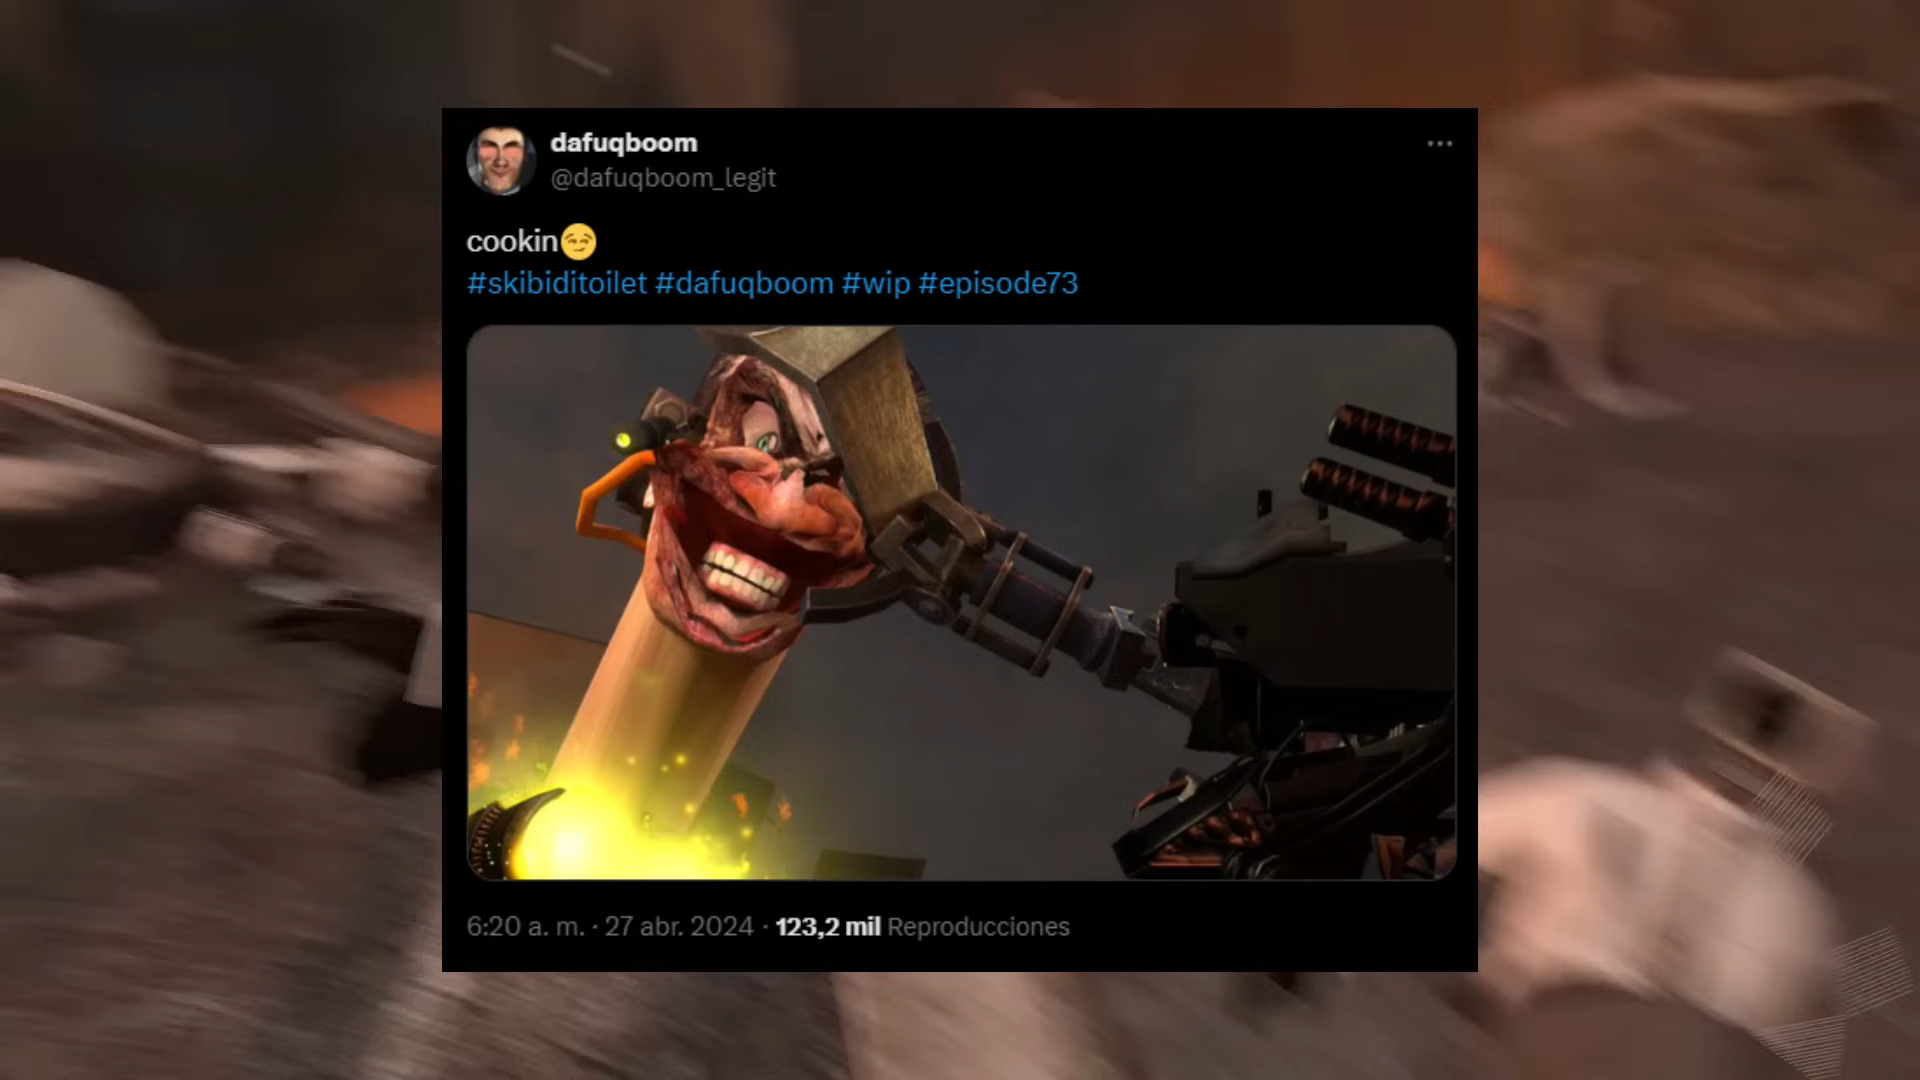 dafuqboom
@dafuqboom_legit
cookin😏
#skibiditoilet #dafuqboom #wip #episode73
6:20 a. m. · 27 abr. 2024 · 123,2 mil Reproducciones